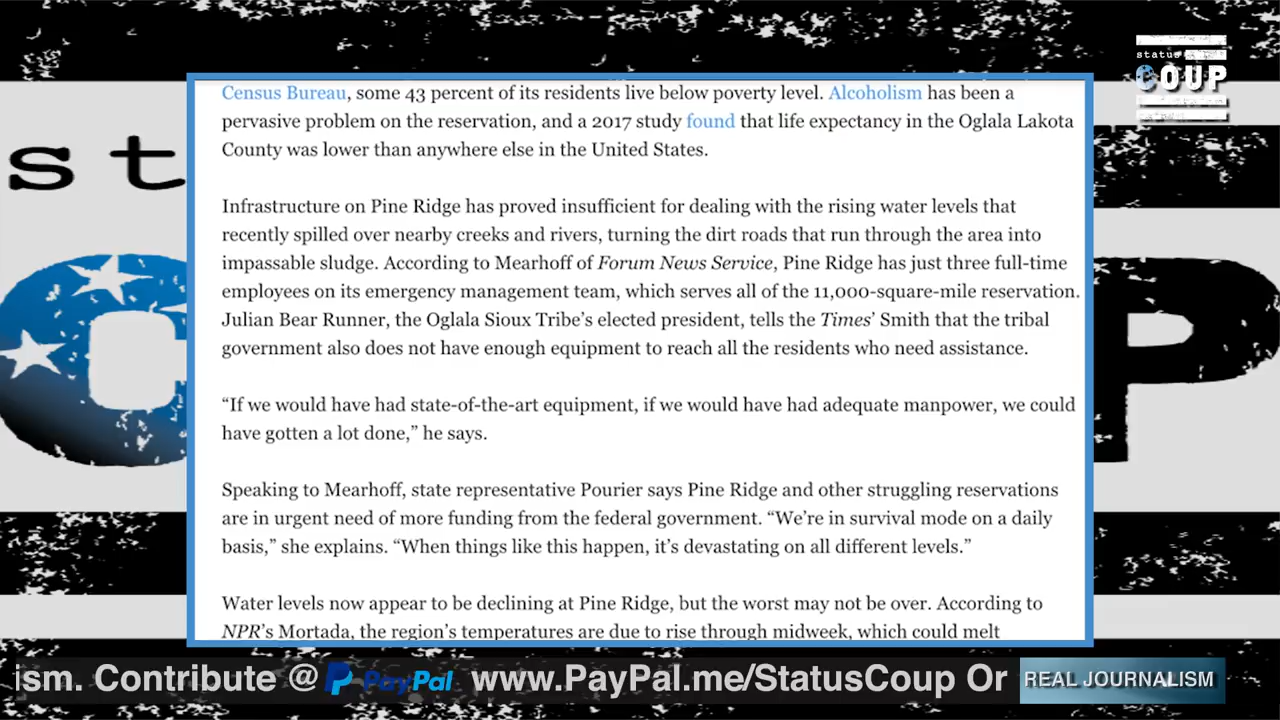 status
COUP
st
Census Bureau, some 43 percent of its residents live below poverty level. Alcoholism has been a
pervasive problem on the reservation, and a 2017 study found that life expectancy in the Oglala Lakota
County was lower than anywhere else in the United States.
Infrastructure on Pine Ridge has proved insufficient for dealing with the rising water levels that
recently spilled over nearby creeks and rivers, turning the dirt roads that run through the area into
impassable sludge. According to Mearhoff of Forum News Service, Pine Ridge has just three full-time
employees on its emergency management team, which serves all of the 11,000-square-mile reservation.
Julian Bear Runner, the Oglala Sioux Tribe’s elected president, tells the Times’ Smith that the tribal
government also does not have enough equipment to reach all the residents who need assistance.
“If we would have had state-of-the-art equipment, if we would have had adequate manpower, we could
have gotten a lot done,” he says.
Speaking to Mearhoff, state representative Pourier says Pine Ridge and other struggling reservations
are in urgent need of more funding from the federal government. “We’re in survival mode on a daily
basis,” she explains. “When things like this happen, it’s devastating on all different levels.”
Water levels now appear to be declining at Pine Ridge, but the worst may not be over. According to
NPR’s Mortada, the region’s temperatures are due to rise through midweek, which could melt
C P
ism. Contribute @ PayPal www.PayPal.me/StatusCoup Or
REAL JOURNALISM